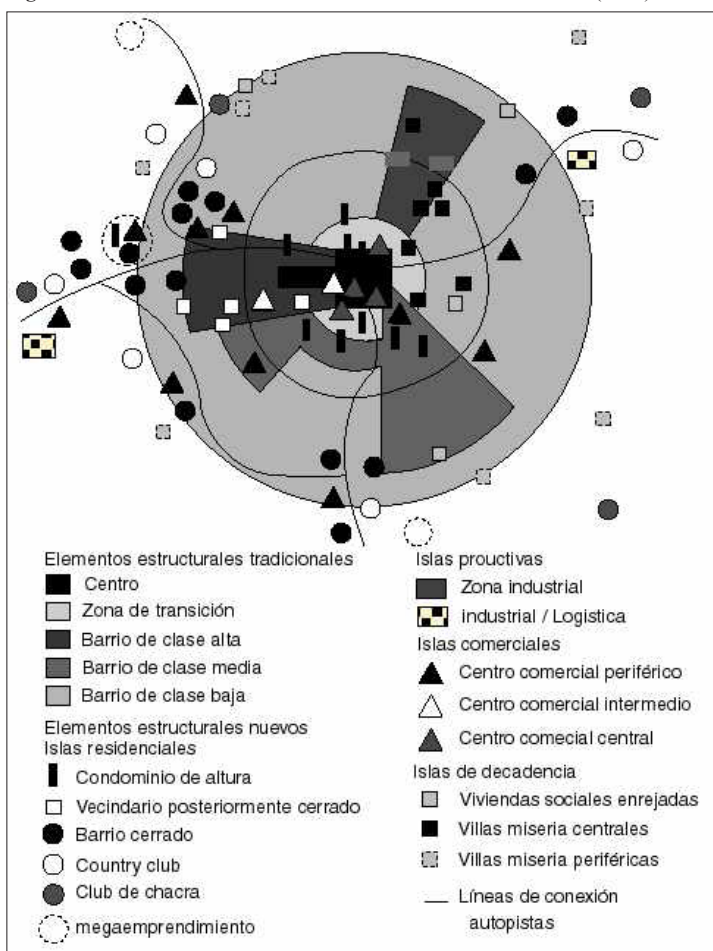 Elementos estructurales tradicionales
Centro
Zona de transición
Barrio de clase alta
Barrio de clase media
Barrio de clase baja
Elementos estructurales nuevos
Islas residenciales
Condominio de altura
Vecindario posteriormente cerrado
Barrio cerrado
Country club
Club de chacra
megaemprendimiento
Islas prouctivas
Zona industrial
industrial / Logistica
Islas comerciales
Centro comercial periférico
Centro comercial intermedio
Centro comecial central
Islas de decadencia
Viviendas sociales enrejadas
Villas miseria centrales
Villas miseria periféricas
Líneas de conexión
autopistas